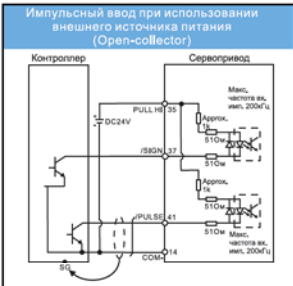 Импульсный ввод при использовании
внешнего источника питания
(Open-collector)
Контроллер
Сервопривод
Макс.
частота вх.
имп. 200кГц
PULL HI 35
DC24V
Approx.
1k
51Ом
/SIGN 37
51Ом
Approx.
1k
51Ом
/PULSE 41
51Ом
Макс.
частота вх.
имп. 200кГц
14
COM-
SG